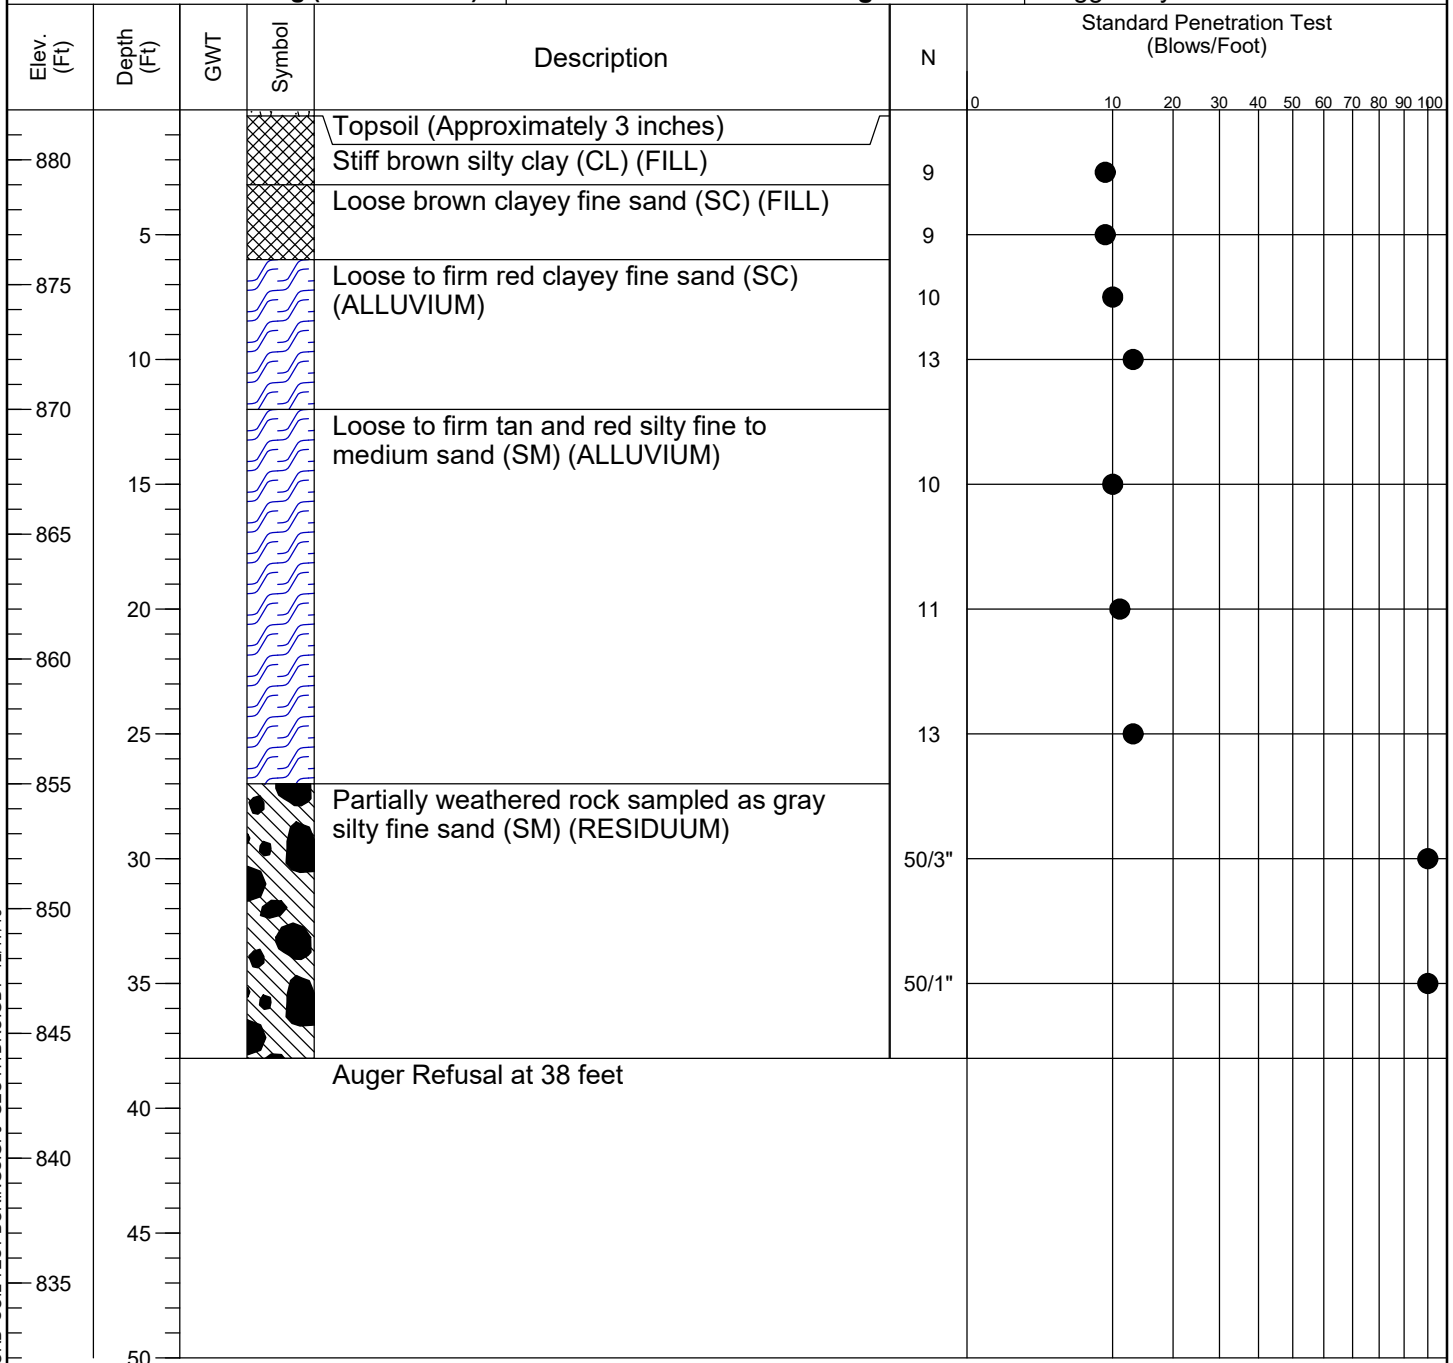 Elev.
(Ft)
Depth
(Ft)
GWT
Symbol
Description
N
Standard Penetration Test
(Blows/Foot)
0 10 20 30 40 50 60 70 80 90 100
Topsoil (Approximately 3 inches)
880 Stiff brown silty clay (CL) (FILL) 9
Loose brown clayey fine sand (SC) (FILL)
5 9
875 Loose to firm red clayey fine sand (SC)
(ALLUVIUM) 10
10 13
870
Loose to firm tan and red silty fine to
medium sand (SM) (ALLUVIUM)
15 10
865
20 11
860
25 13
855
Partially weathered rock sampled as gray
silty fine sand (SM) (RESIDUUM)
30 50/3"
850
35 50/1"
845
Auger Refusal at 38 feet
40
840
45
835
50